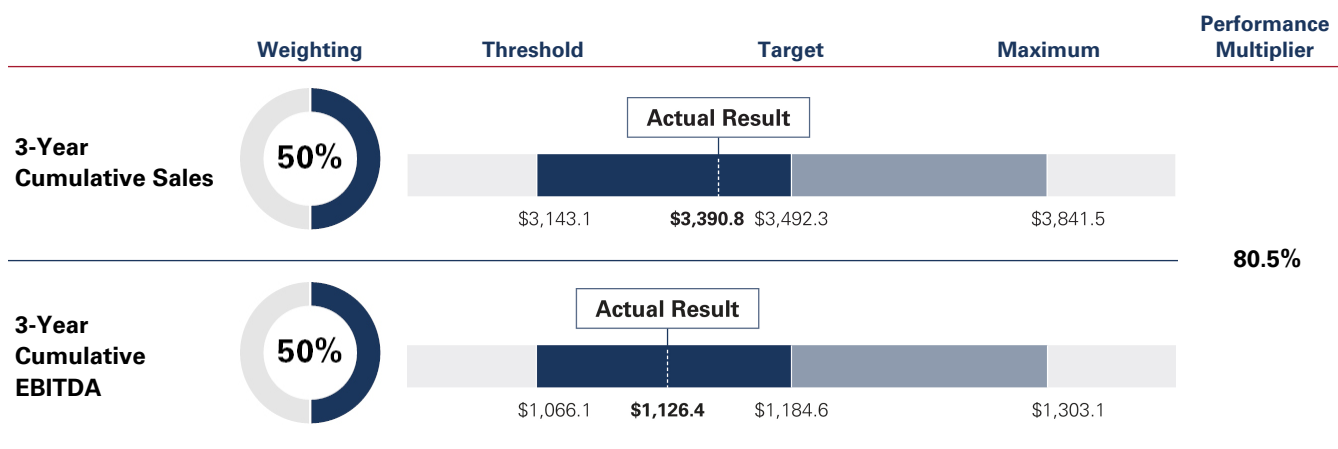 Weighting Threshold Target Maximum Performance Multiplier
3-Year
Cumulative Sales
50%
Actual Result
$3,143.1 $3,390.8 $3,492.3 $3,841.5
80.5%
3-Year
Cumulative
EBITDA
50%
Actual Result
$1,066.1 $1,126.4 $1,184.6 $1,303.1